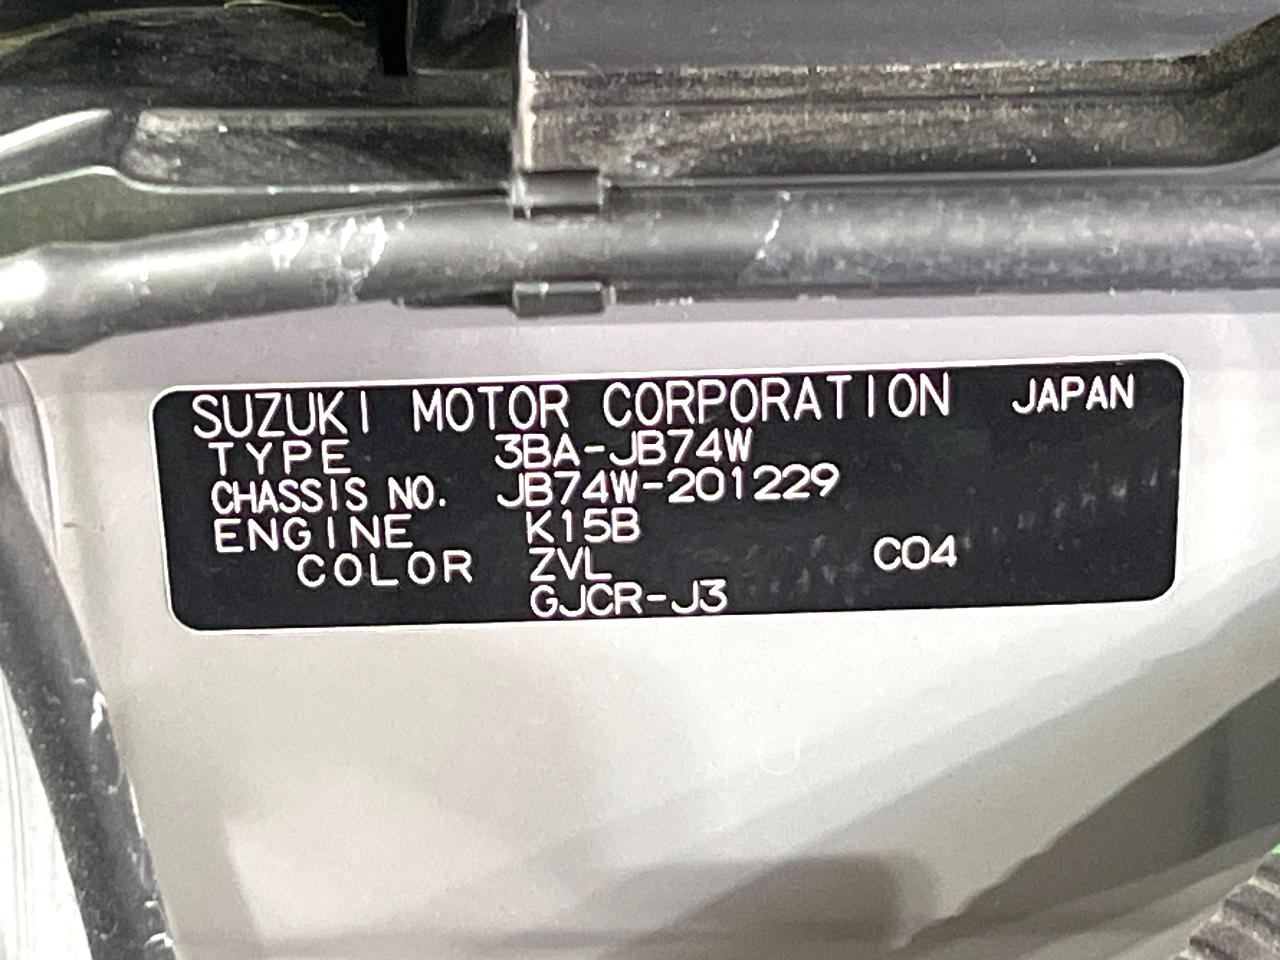 SUZUKI MOTOR CORPORATION JAPAN
TYPE 3BA-JB74W
CHASSIS NO. JB74W-201229
ENGINE K15B
COLOR ZVL C04
GJCR-J3